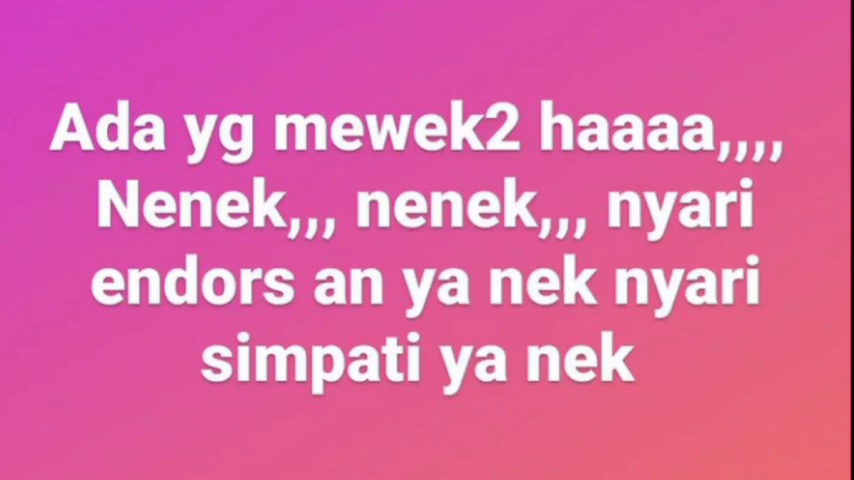 Ada yg mewek2 haaaa,,,,
Nenek,,, nenek,,, nyari
endors an ya nek nyari
simpati ya nek